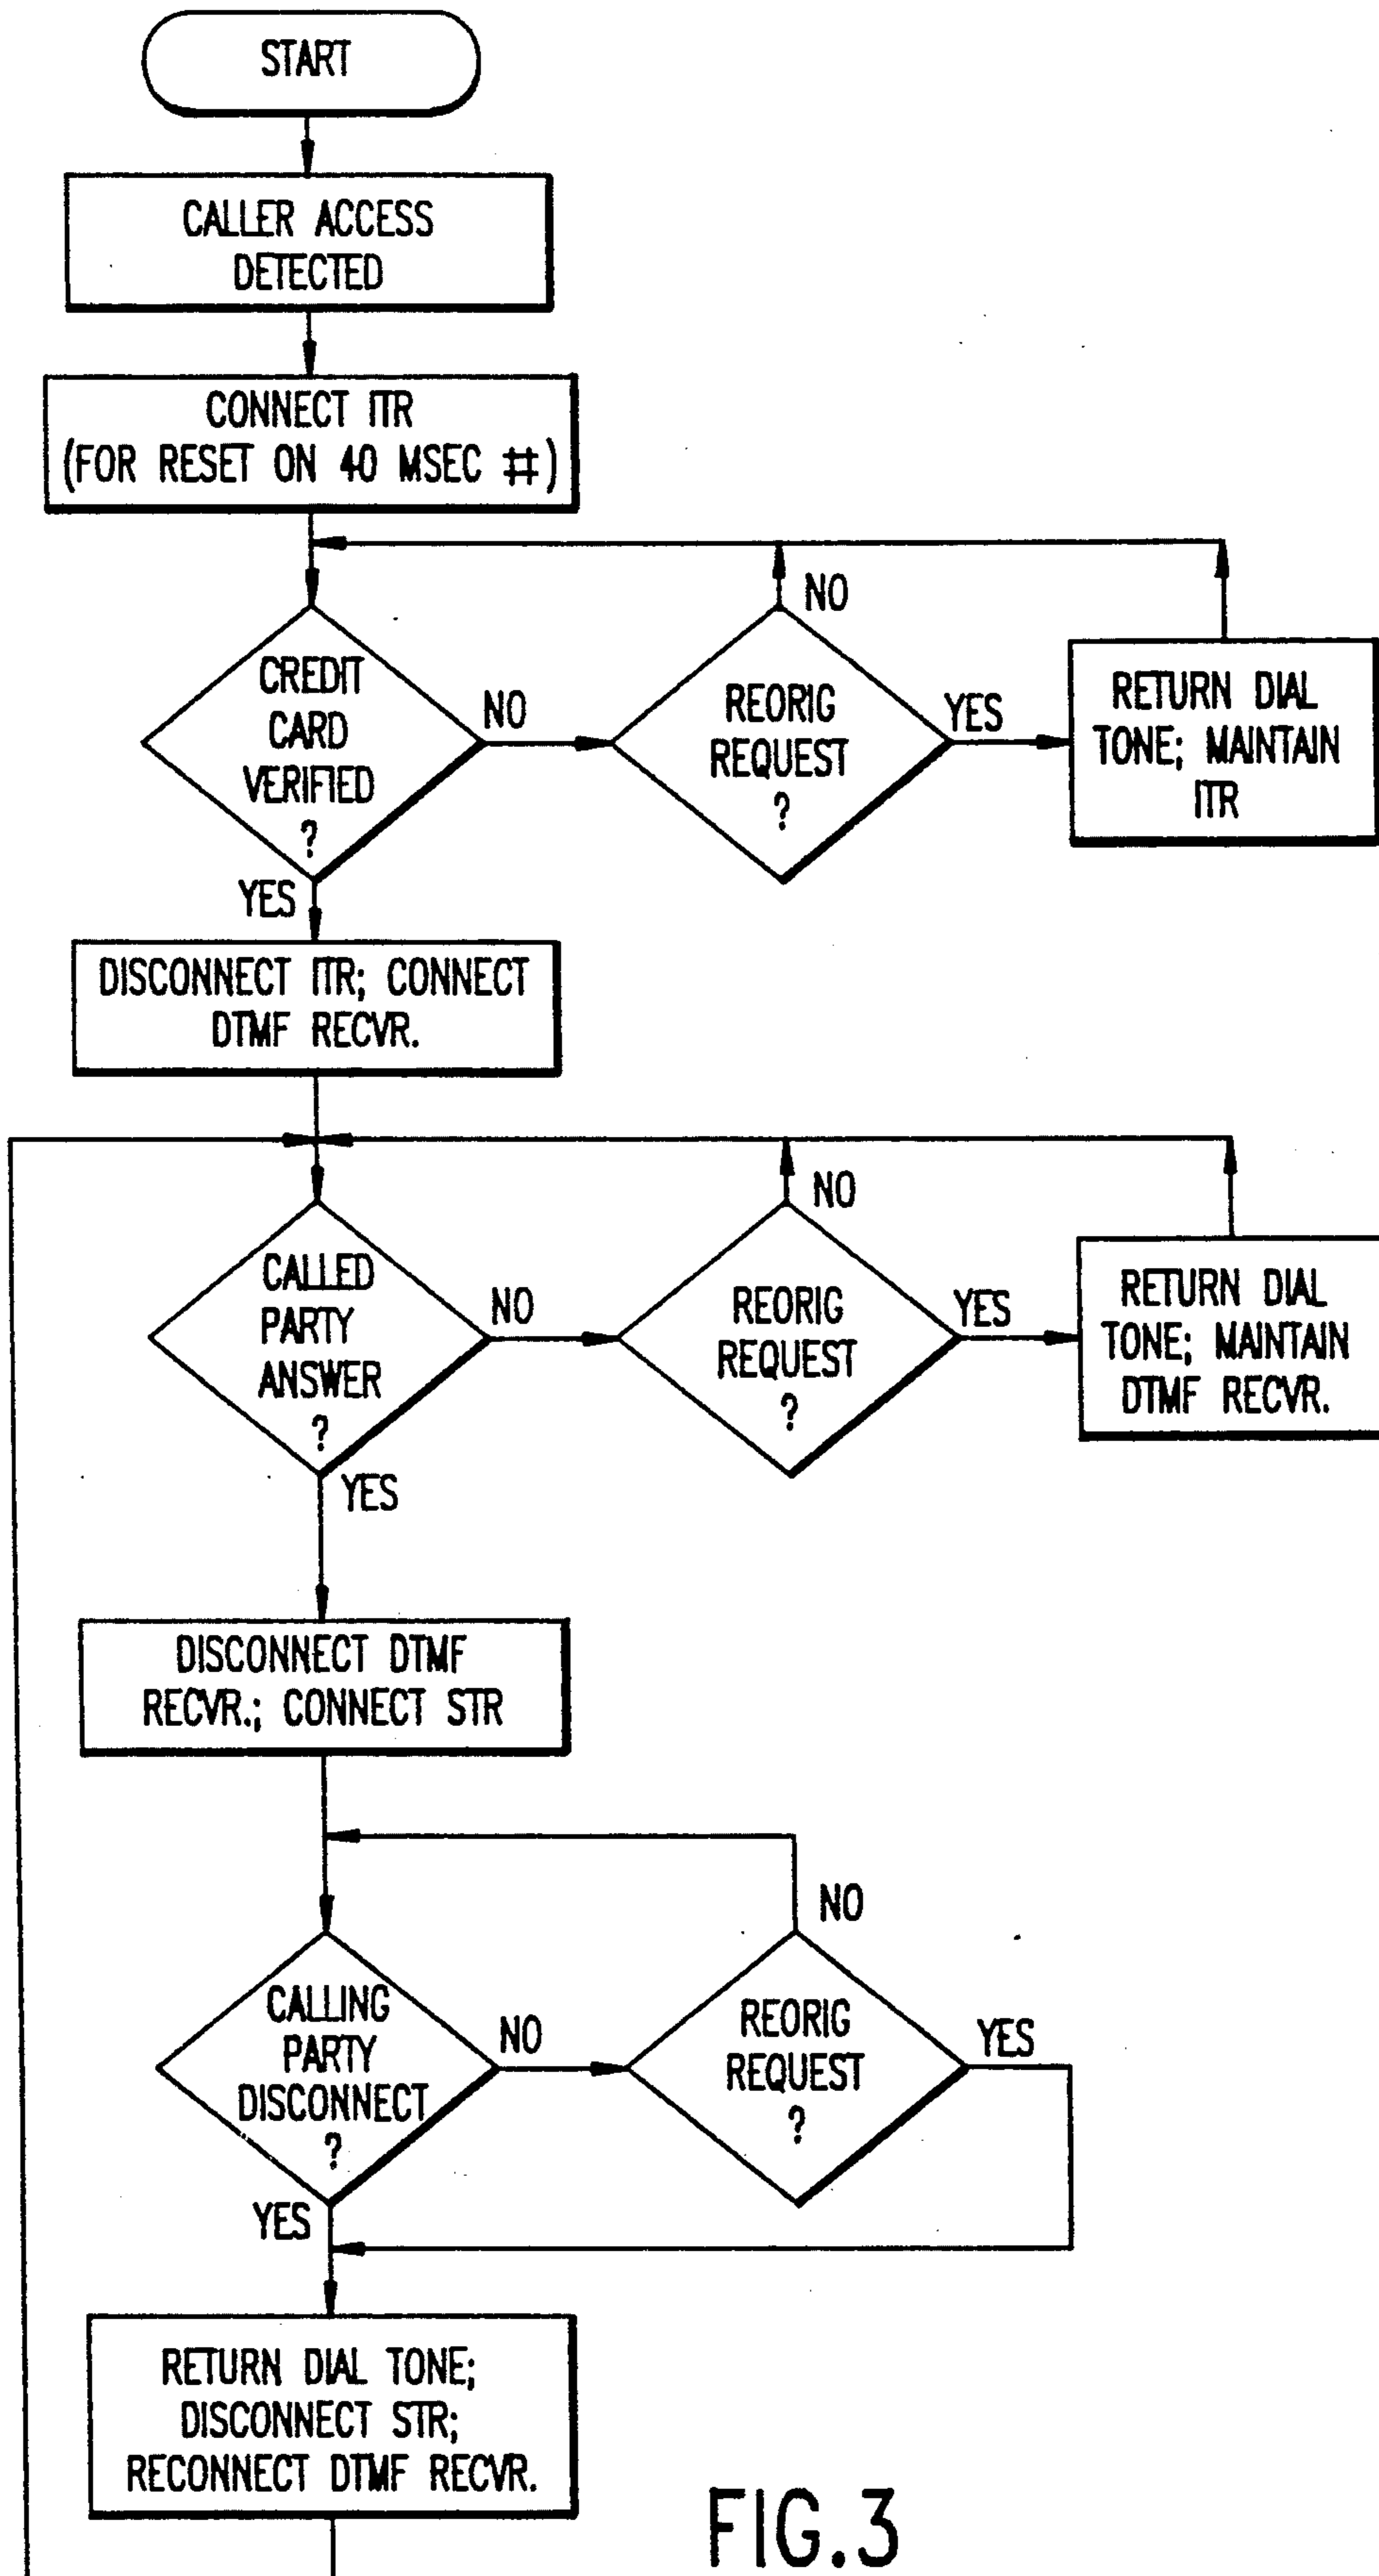 START
CALLER ACCESS
DETECTED
CONNECT ITR
(FOR RESET ON 40 MSEC #)
NO
CREDIT
CARD
VERIFIED
?
NO
REORIG
REQUEST
?
YES
RETURN DIAL
TONE; MAINTAIN
ITR
YES
DISCONNECT ITR; CONNECT
DTMF RECVR.
NO
CALLED
PARTY
ANSWER
?
NO
REORIG
REQUEST
?
YES
RETURN DIAL
TONE; MAINTAIN
DTMF RECVR.
YES
DISCONNECT DTMF
RECVR.; CONNECT STR
NO
CALLING
PARTY
DISCONNECT
?
NO
REORIG
REQUEST
?
YES
YES
RETURN DIAL TONE;
DISCONNECT STR;
RECONNECT DTMF RECVR.
FIG.3